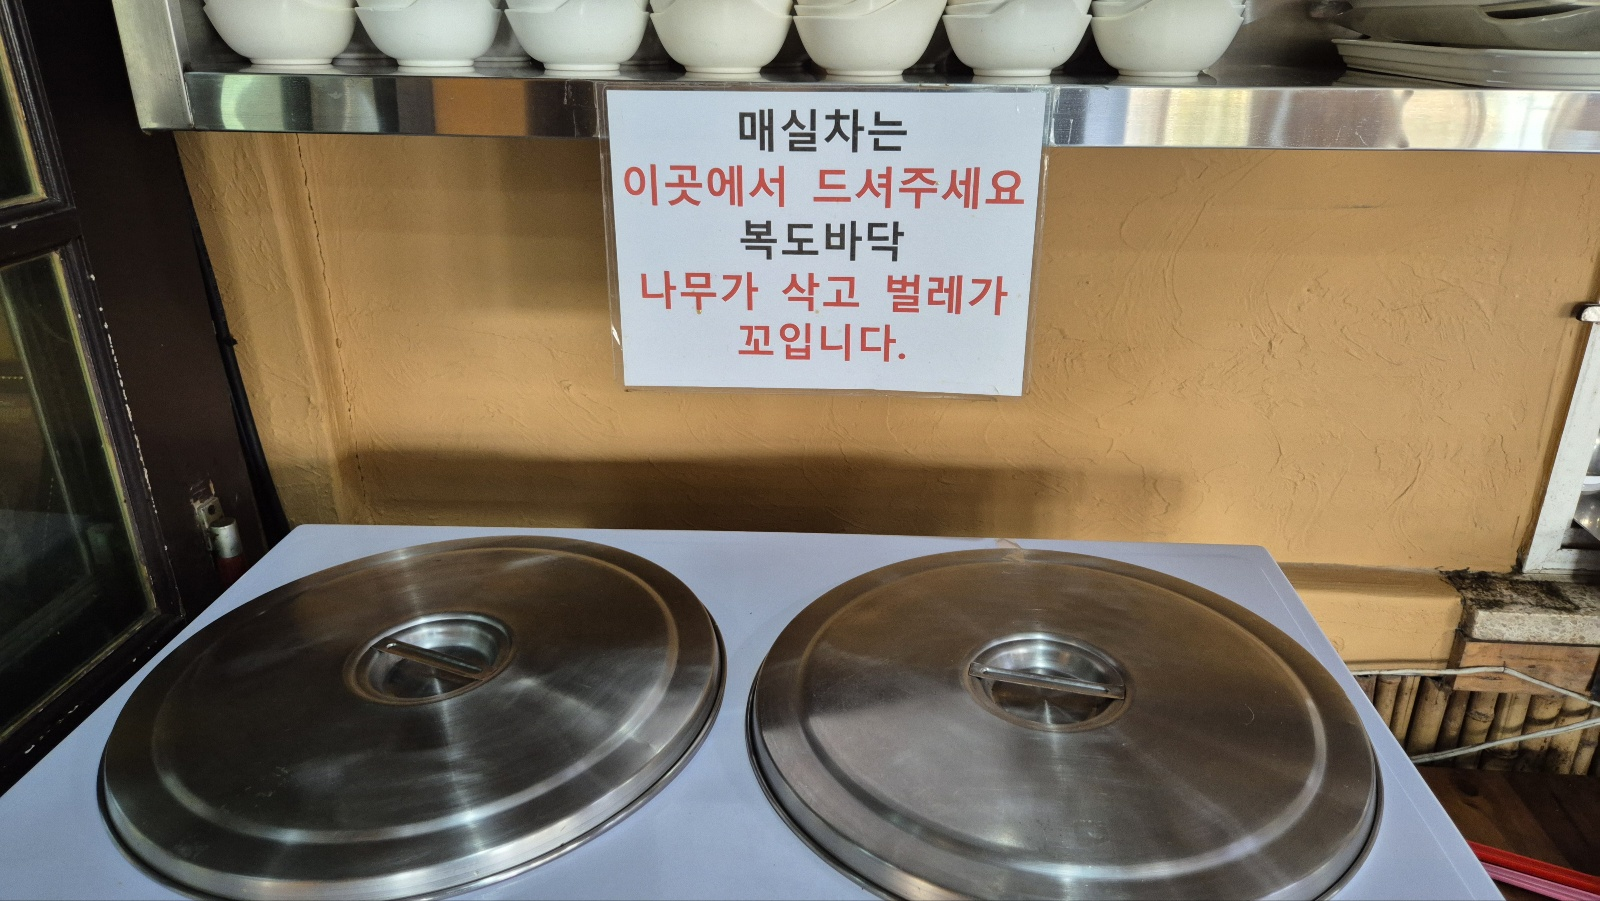 매실차는
이곳에서 드셔주세요
복도바닥
나무가 삭고 벌레가
꼬입니다.